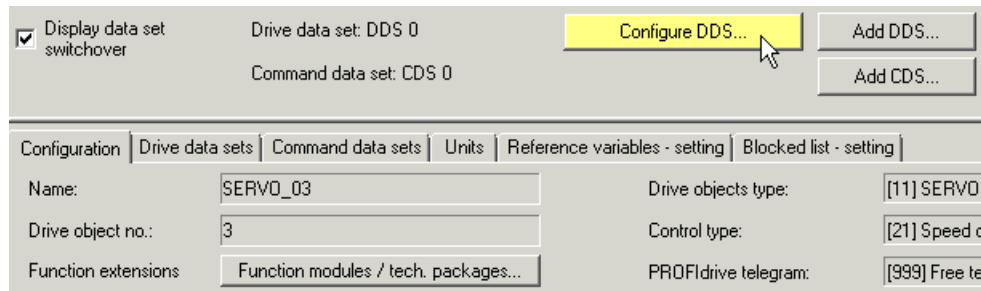 Display data set switchover
Drive data set: DDS 0
Configure DDS...
Add DDS...
Command data set: CDS 0
Add CDS...
Configuration Drive data sets Command data sets Units Reference variables - setting Blocked list - setting
Name: SERVO_03 Drive objects type: [11] SERVO
Drive object no.: 3 Control type: [21] Speed
Function extensions Function modules / tech. packages... PROFIdrive telegram: [999] Free